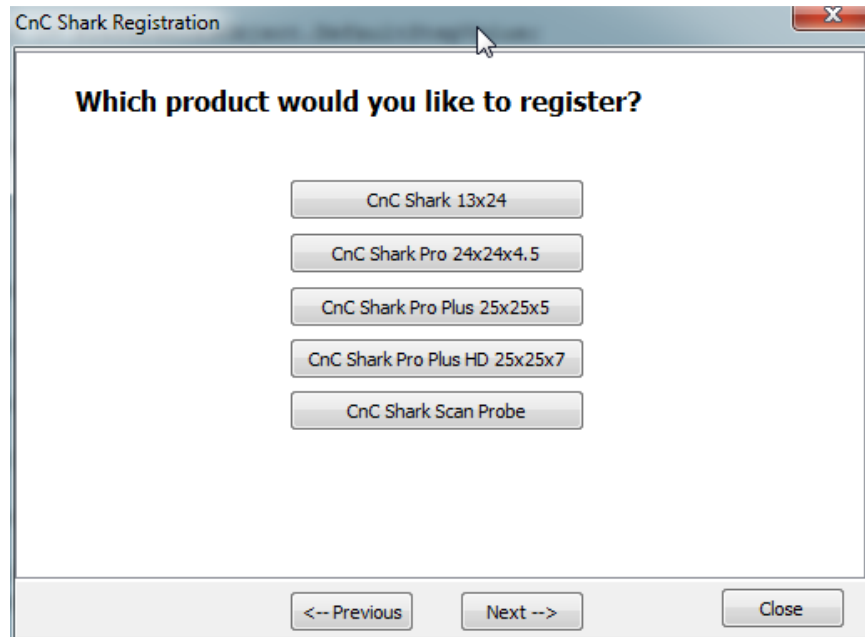 CnC Shark Registration
Which product would you like to register?
CnC Shark 13x24
CnC Shark Pro 24x24x4.5
CnC Shark Pro Plus 25x25x5
CnC Shark Pro Plus HD 25x25x7
CnC Shark Scan Probe
<-- Previous
Next -->
Close